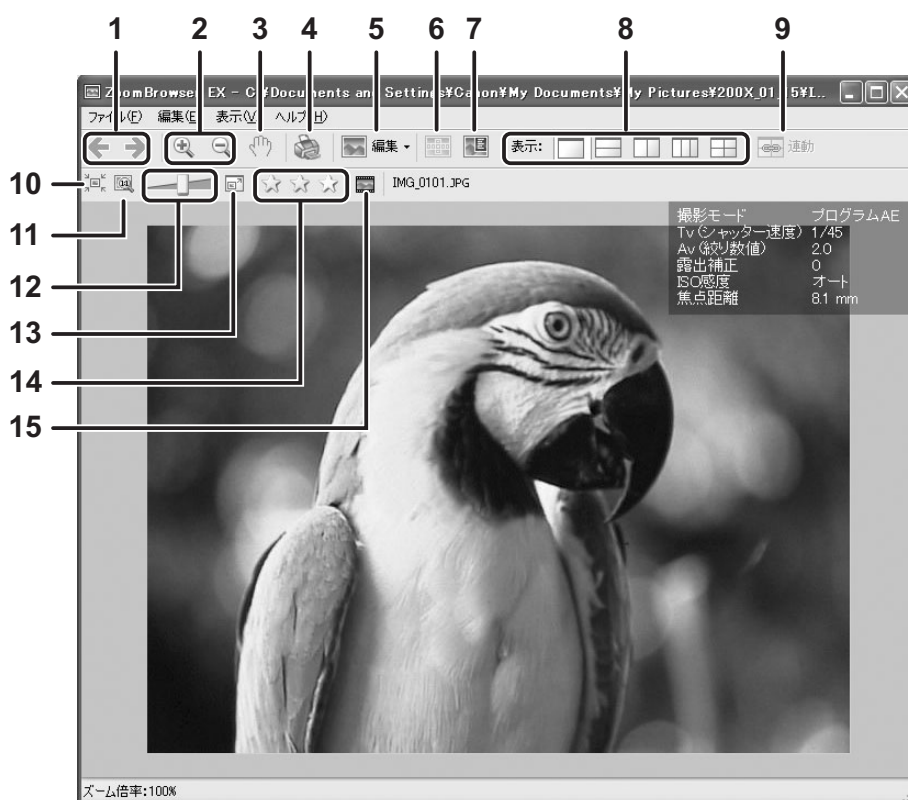 1 2 3 4 5 6 7 8 9
ZoomBrowser EX - C:¥Documents and Settings¥Canon¥My Documents¥My Pictures¥200X_01_15¥I...
ファイル(F) 編集(E) 表示(V) ヘルプ(H)
編集 表示: 連動
10
11
IMG_0101.JPG
撮影モード プログラムAE
Tv(シャッター速度) 1/45
Av(絞り数値) 2.0
露出補正 0
ISO感度 オート
焦点距離 8.1 mm
12
13
14
15
ズーム倍率:100%